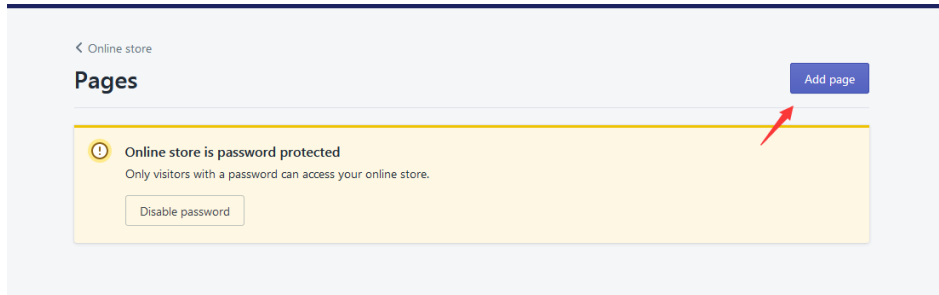 Online store
Pages
Add page
Online store is password protected
Only visitors with a password can access your online store.
Disable password